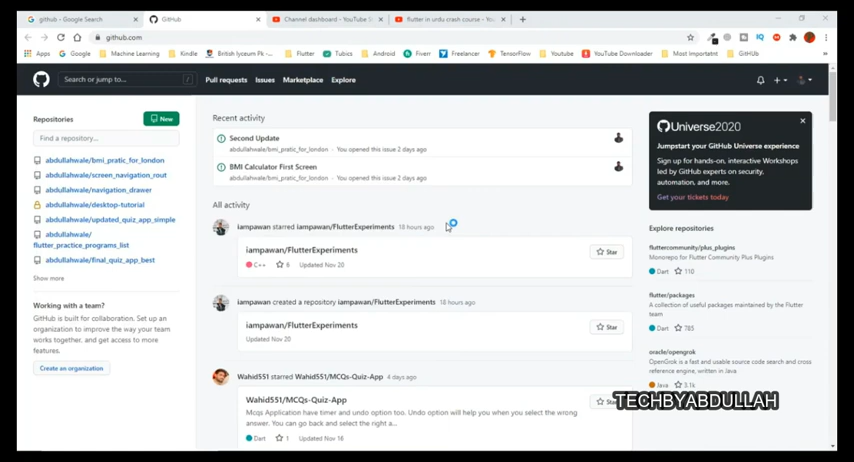 github - Google Search
GitHub
Channel dashboard - YouTube S
flutter in urdu crash course - Yo
github.com
Apps
Google
Machine Learning
Kindle
British lyceum Pk -
Flutter
Tubics
Android
Fiverr
Freelancer
TensorFlow
Youtube
YouTube Downloader
Most Importatnt
GitHUb
Search or jump to...
/
Pull requests
Issues
Marketplace
Explore
Repositories
New
Find a repository...
abdullahwale/bmi_pratic_for_london
abdullahwale/screen_navigation_rout
abdullahwale/navigation_drawer
abdullahwale/desktop-tutorial
abdullahwale/updated_quiz_app_simple
abdullahwale/
flutter_practice_programs_list
abdullahwale/final_quiz_app_best
Show more
Working with a team?
GitHub is built for collaboration. Set up an
organization to improve the way your team
works together, and get access to more
features.
Create an organization
Recent activity
Second Update
abdullahwale/bmi_pratic_for_london · You opened this issue 2 days ago
BMI Calculator First Screen
abdullahwale/bmi_pratic_for_london · You opened this issue 2 days ago
All activity
iampawan starred iampawan/FlutterExperiments 18 hours ago
iampawan/FlutterExperiments
Star
C++ 6 Updated Nov 20
iampawan created a repository iampawan/FlutterExperiments 18 hours ago
iampawan/FlutterExperiments
Star
Updated Nov 20
Wahid551 starred Wahid551/MCQs-Quiz-App 4 days ago
Wahid551/MCQs-Quiz-App
Star
Mcqs Application have timer and undo option too. Undo option will help you when you select the wrong
answer. You can go back and select the right a...
Dart 1 Updated Nov 16
Universe2020
Jumpstart your GitHub Universe experience
Sign up for hands-on, interactive Workshops
led by GitHub experts on security,
automation, and more.
Get your tickets today
Explore repositories
fluttercommunity/plus_plugins
Monorepo for Flutter Community Plus Plugins
Dart 110
flutter/packages
A collection of useful packages maintained by the Flutter
team
Dart 785
oracle/opengrok
OpenGrok is a fast and usable source code search and cross
reference engine, written in Java
Java 3.1k
TECHBYABDULLAH